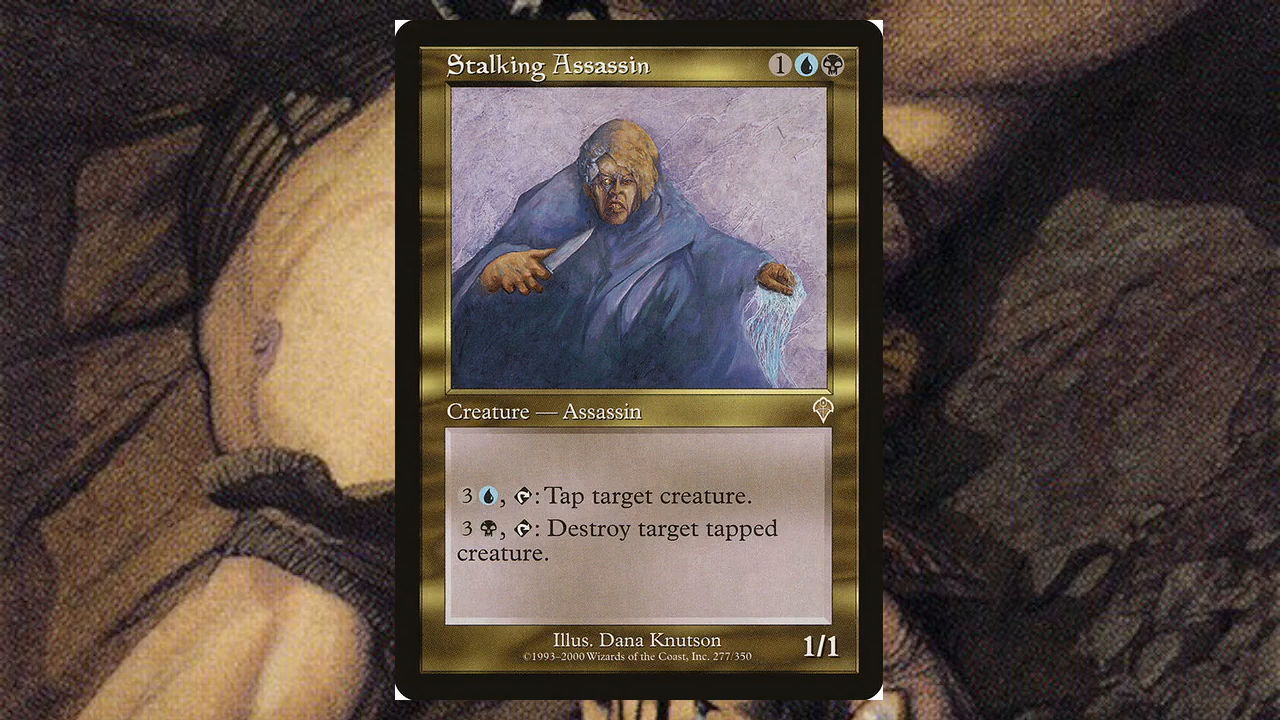 Stalking Assassin 1
Creature — Assassin
3 , : Tap target creature.
3 , : Destroy target tapped
creature.
Illus. Dana Knutson
©1993–2000 Wizards of the Coast, Inc. 277/350
1/1